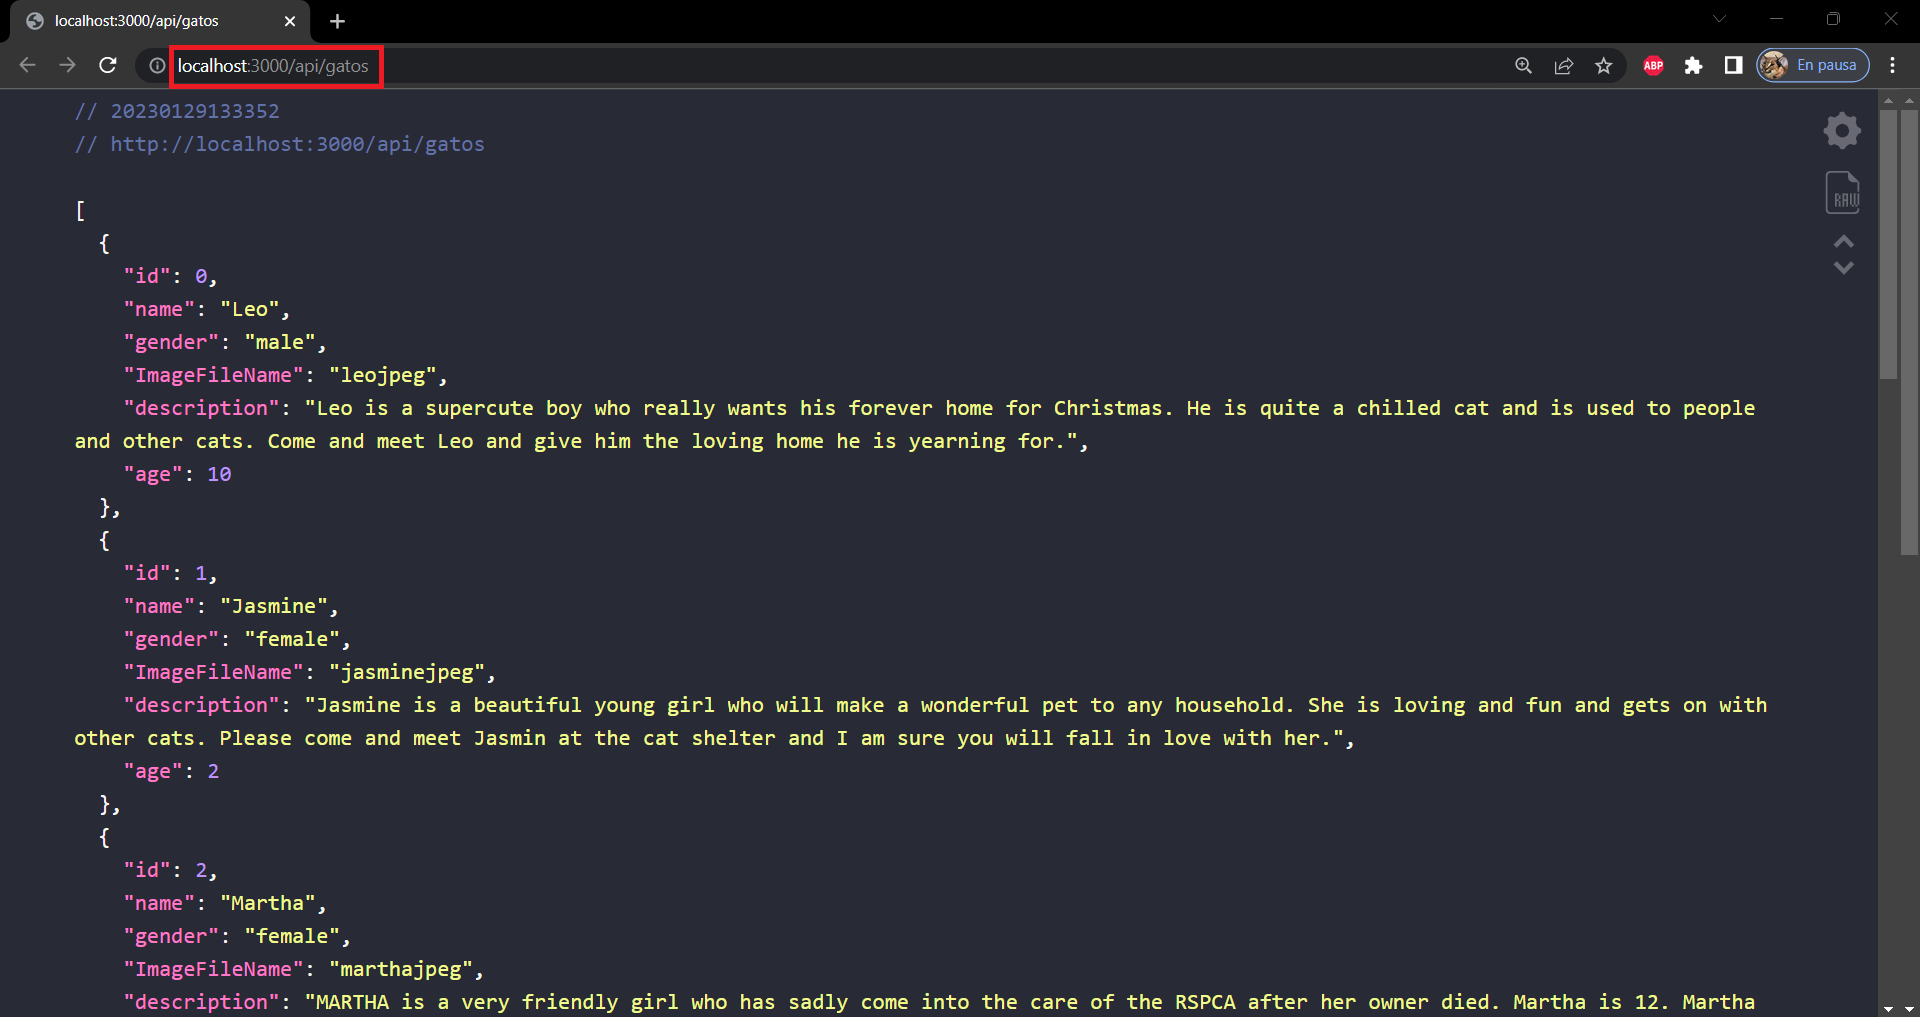 localhost:3000/api/gatos
localhost:3000/api/gatos
ABP
En pausa
// 20230129133352
// http://localhost:3000/api/gatos
RAW
[
{
"id": 0,
"name": "Leo",
"gender": "male",
"ImageFileName": "leojpeg",
"description": "Leo is a supercute boy who really wants his forever home for Christmas. He is quite a chilled cat and is used to people
and other cats. Come and meet Leo and give him the loving home he is yearning for.",
"age": 10
},
{
"id": 1,
"name": "Jasmine",
"gender": "female",
"ImageFileName": "jasminejpeg",
"description": "Jasmine is a beautiful young girl who will make a wonderful pet to any household. She is loving and fun and gets on with
other cats. Please come and meet Jasmin at the cat shelter and I am sure you will fall in love with her.",
"age": 2
},
{
"id": 2,
"name": "Martha",
"gender": "female",
"ImageFileName": "marthajpeg",
"description": "MARTHA is a very friendly girl who has sadly come into the care of the RSPCA after her owner died. Martha is 12. Martha